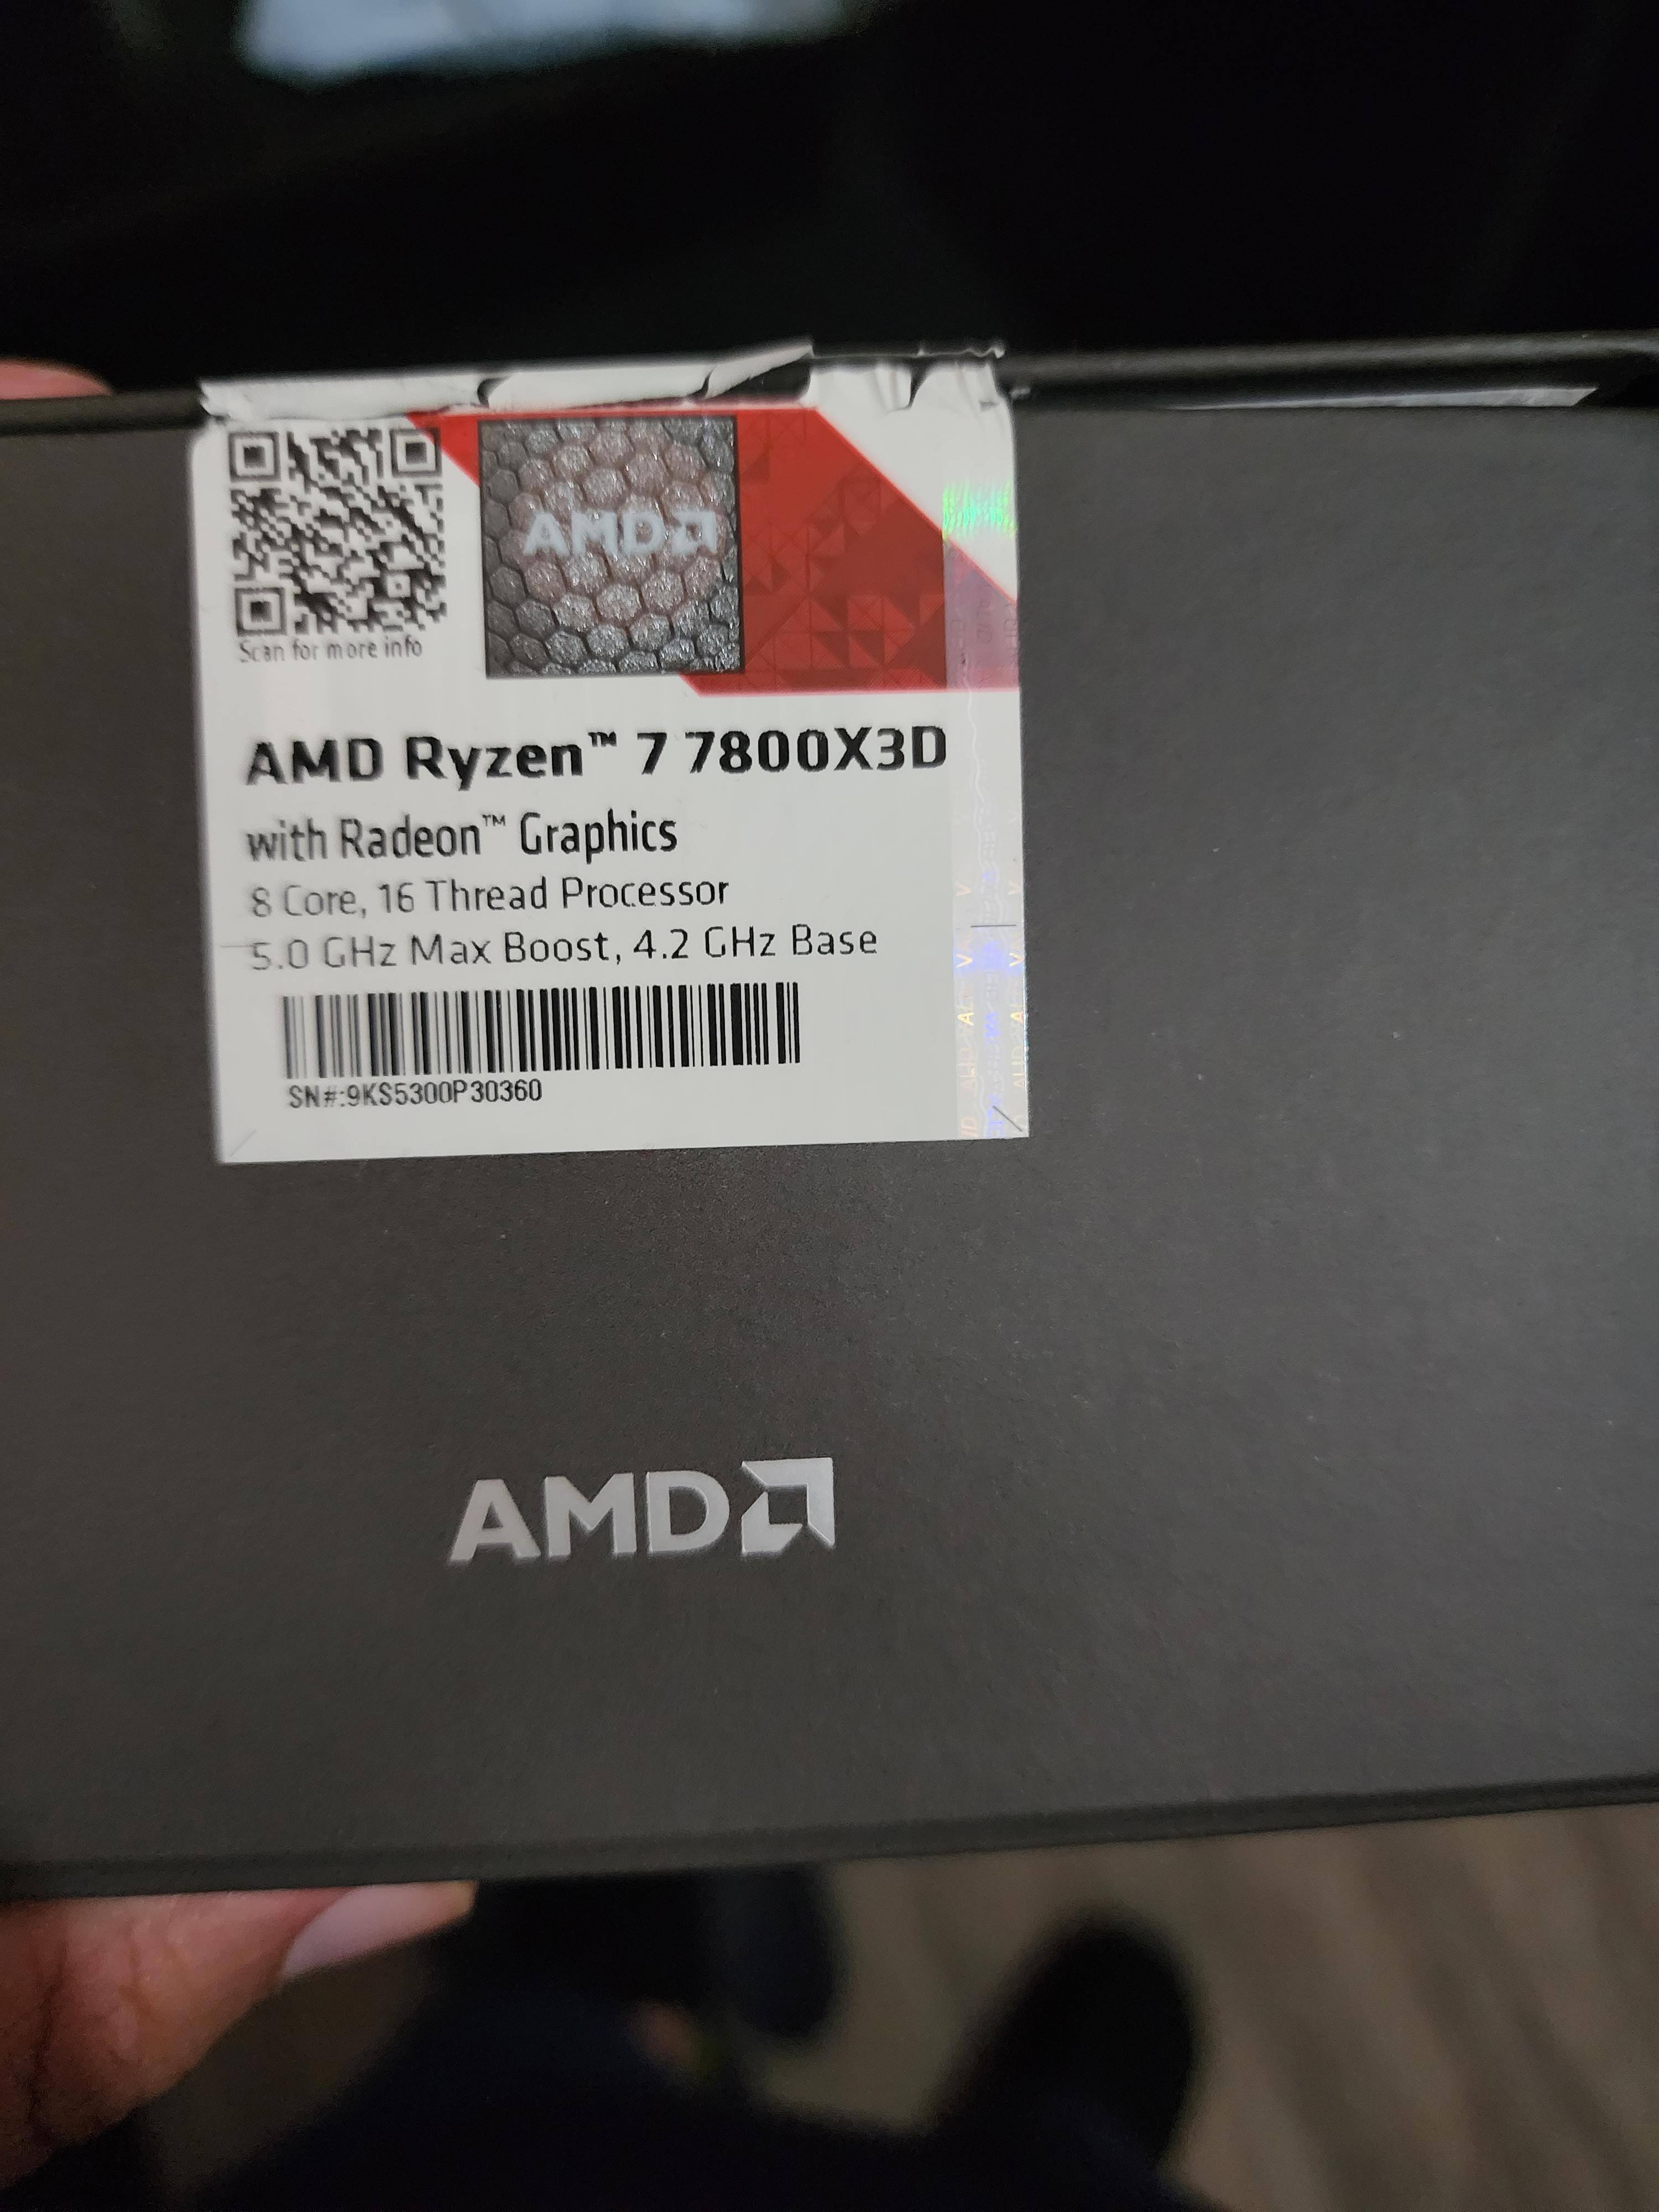 Scan for more info
AMD
AMD Ryzen™ 7 7800X3D
with Radeon™ Graphics
8 Core, 16 Thread Processor
5.0 GHz Max Boost, 4.2 GHz Base
SN#:9KS5300P30360
AMD